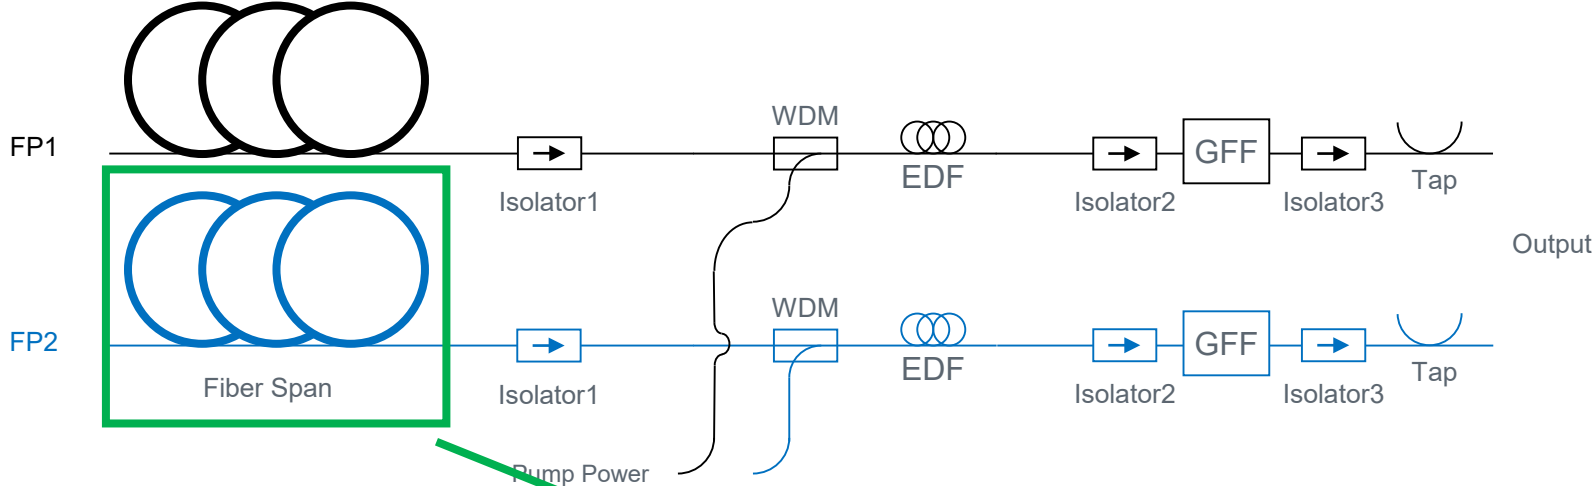 WDM
FP1
GFF
EDF
Isolator1
Isolator2
Isolator3
Tap
Output
WDM
FP2
GFF
EDF
Fiber Span
Isolator1
Isolator2
Isolator3
Tap
Pump Power